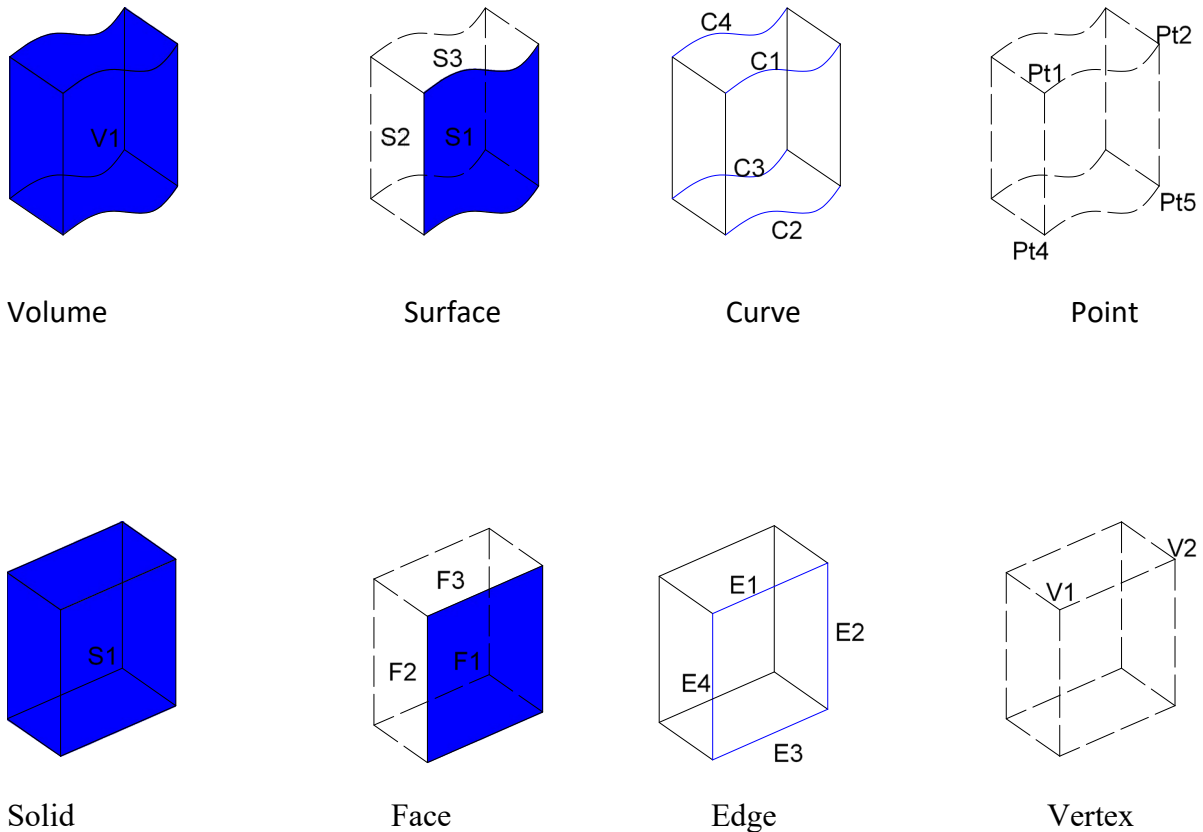 V1
S3
S2
S1
C4
C1
C3
C2
Pt2
Pt1
Pt5
Pt4
Volume
Surface
Curve
Point
S1
F3
F2
F1
E1
E2
E4
E3
V2
V1
Solid
Face
Edge
Vertex